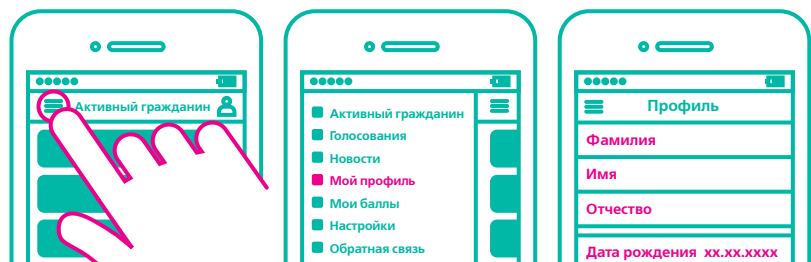 Активный гражданин
Активный гражданин
Голосования
Новости
Мой профиль
Мои баллы
Настройки
Обратная связь
Профиль
Фамилия
Имя
Отчество
Дата рождения xx.xx.xxxx